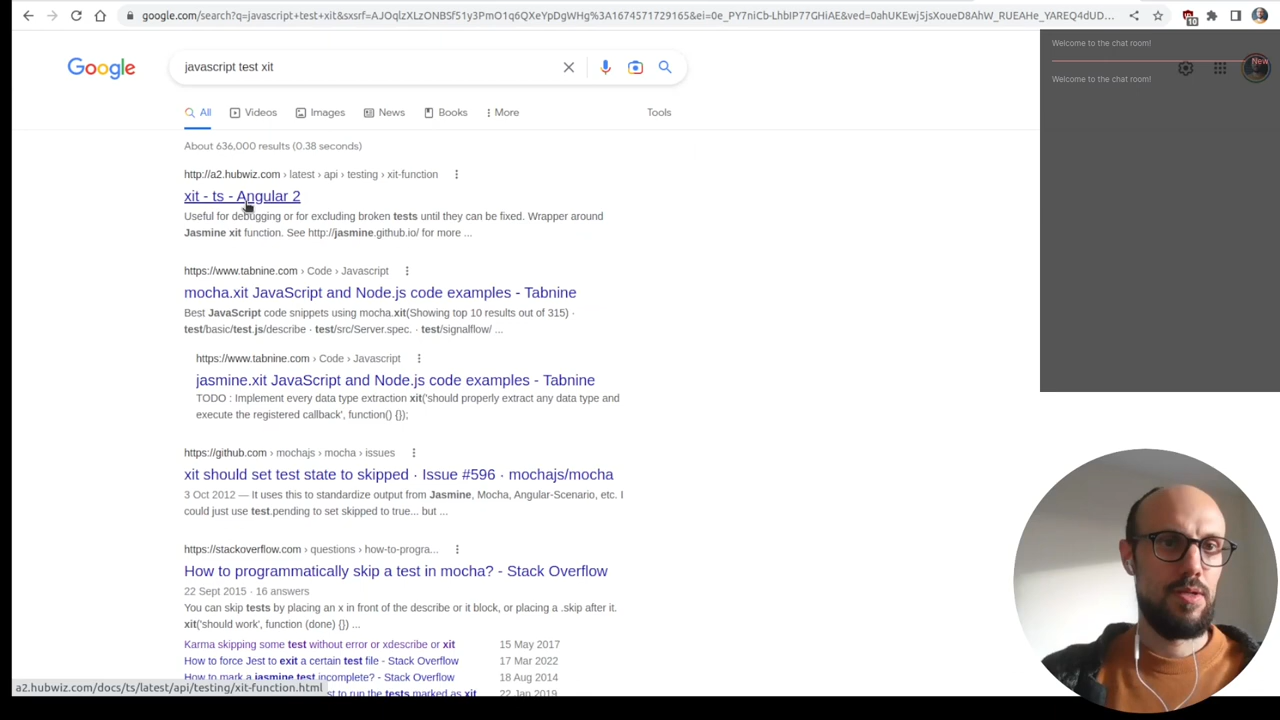 google.com/search?q=javascript+test+xit&sxsrf=AJOqlzXLzONBSf51y3PmO1q6QXeYpDgWHg%3A1674571729165&ei=0e_PY7niCb-LhbIP77GHiAE&ved=0ahUKEwj5jsXoueD8AhW_RUEAHe_YAREQ4dUD...
10
Welcome to the chat room!
New
Welcome to the chat room!
Google
javascript test xit
All
Videos
Images
News
Books
More
Tools
About 636,000 results (0.38 seconds)
http://a2.hubwiz.com › latest › api › testing › xit-function
xit - ts - Angular 2
Useful for debugging or for excluding broken tests until they can be fixed. Wrapper around
Jasmine xit function. See http://jasmine.github.io/ for more ...
https://www.tabnine.com › Code › Javascript
mocha.xit JavaScript and Node.js code examples - Tabnine
Best JavaScript code snippets using mocha.xit(Showing top 10 results out of 315) ·
test/basic/test.js/describe · test/src/Server.spec. · test/signalflow/ ...
https://www.tabnine.com › Code › Javascript
jasmine.xit JavaScript and Node.js code examples - Tabnine
TODO : Implement every data type extraction xit('should properly extract any data type and
execute the registered callback', function() {});
https://github.com › mochajs › mocha › issues
xit should set test state to skipped · Issue #596 · mochajs/mocha
3 Oct 2012 — It uses this to standardize output from Jasmine, Mocha, Angular-Scenario, etc. I
could just use test.pending to set skipped to true... but ...
https://stackoverflow.com › questions › how-to-progra...
How to programmatically skip a test in mocha? - Stack Overflow
22 Sept 2015 · 16 answers
You can skip tests by placing an x in front of the describe or it block, or placing a .skip after it.
xit('should work', function (done) {}) ...
Karma skipping some test without error or xdescribe or xit 15 May 2017
How to force Jest to exit a certain test file - Stack Overflow 17 Mar 2022
How to mark a jasmine test incomplete? - Stack Overflow 18 Aug 2014
st to run the tests marked as xit 22 Jan 2019
a2.hubwiz.com/docs/ts/latest/api/testing/xit-function.html